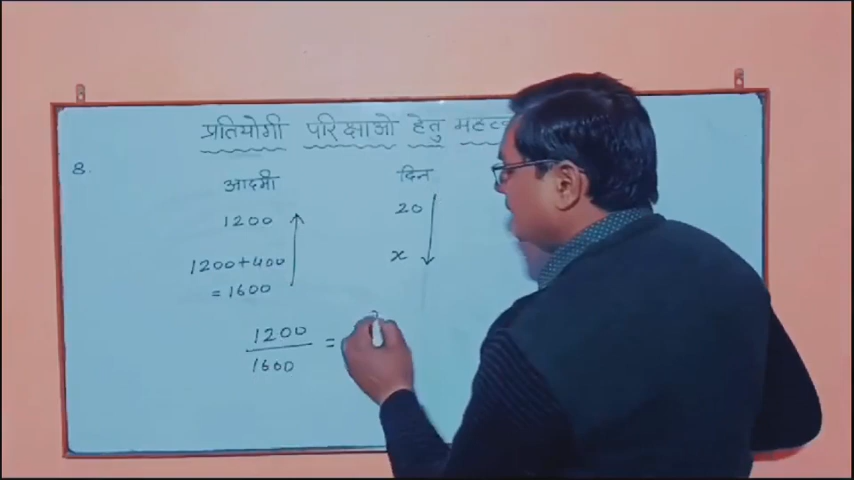 प्रतियोगी परिक्षाओ हेतु
8.
आदमी दिन
1200 20
1200+400 x
= 1600
1200
1600 =